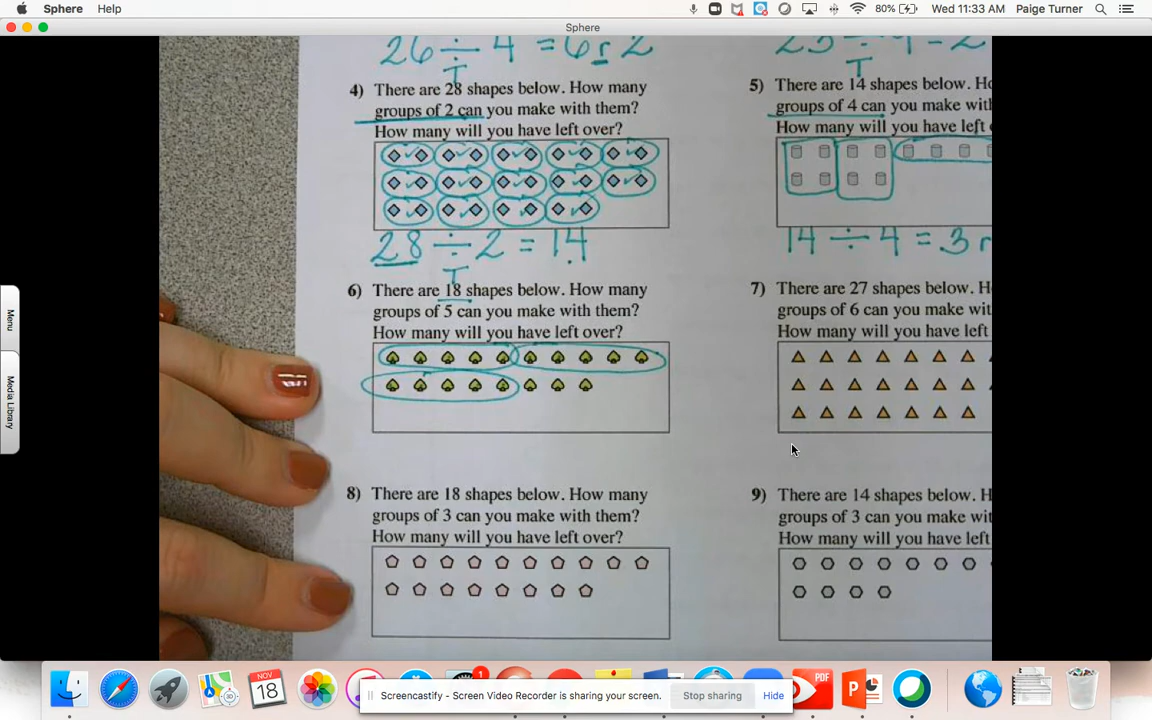 Sphere Help 80% Wed 11:33 AM Paige Turner
Sphere
26 ÷ 4 = 6 r 2
4) There are 28 shapes below. How many
groups of 2 can you make with them?
How many will you have left over?
28 ÷ 2 = 14
5) There are 14 shapes below.
groups of 4 can you make
How many will you have left
14 ÷ 4 = 3 r
6) There are 18 shapes below. How many
groups of 5 can you make with them?
How many will you have left over?
7) There are 27 shapes below.
groups of 6 can you make
How many will you have left
8) There are 18 shapes below. How many
groups of 3 can you make with them?
How many will you have left over?
9) There are 14 shapes below.
groups of 3 can you make
How many will you have left
Menu
Media Library
NOV
18
1
PDF
Screencastify - Screen Video Recorder is sharing your screen. Stop sharing Hide